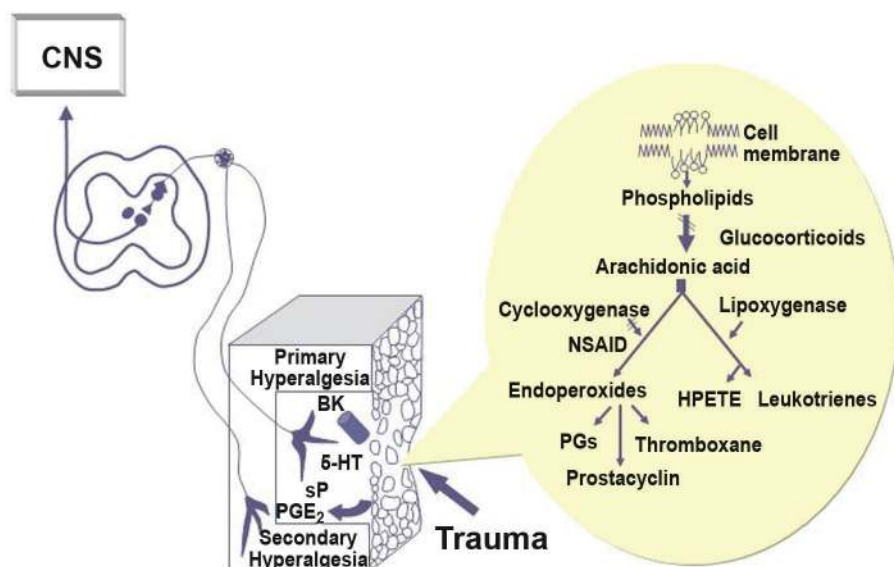 CNS
Cell
membrane
Phospholipids
Glucocorticoids
Arachidonic acid
Cyclooxygenase
Lipoxygenase
NSAID
Endoperoxides
HPETE
Leukotrienes
PGs
Thromboxane
Prostacyclin
Primary
Hyperalgesia
BK
5-HT
sP
PGE₂
Secondary
Hyperalgesia
Trauma